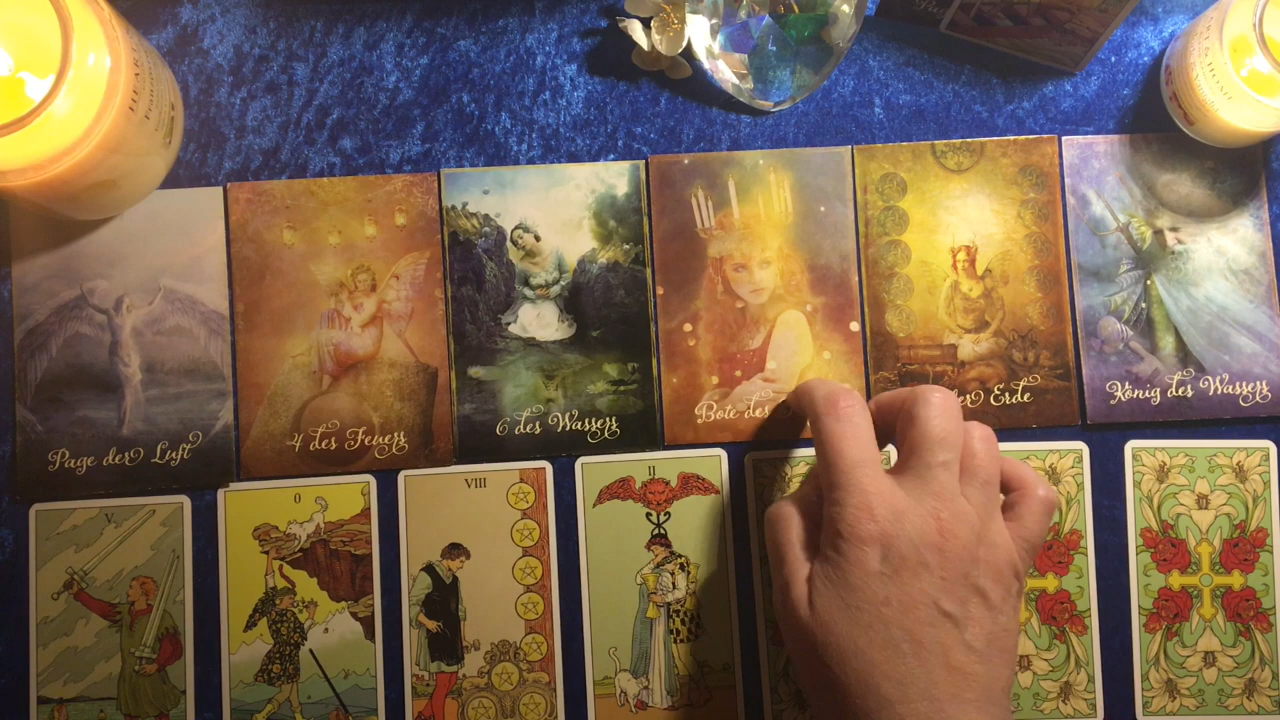 Page der Luft
4 des Feuers
6 des Wassers
Bote des
der Erde
König des Wassers
V
0
VIII
II